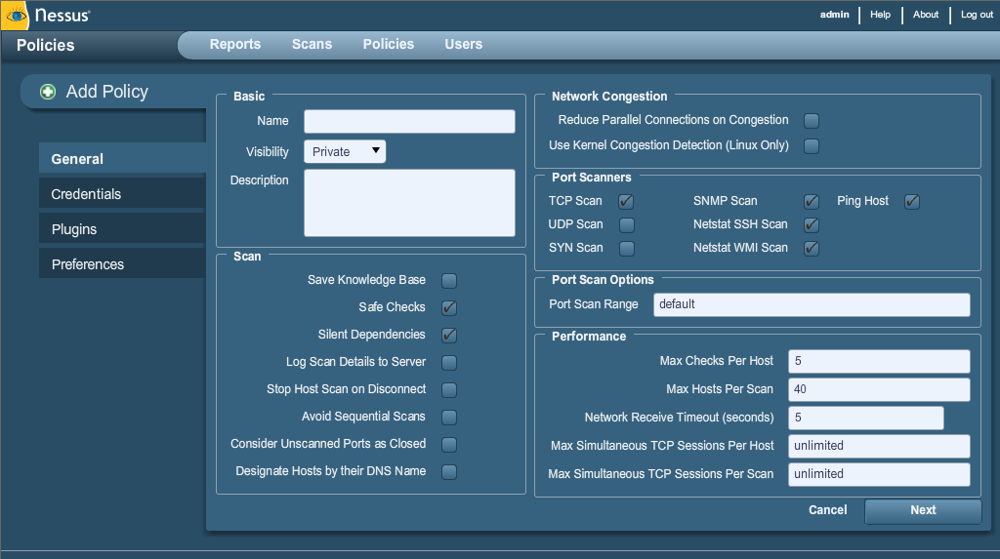 Nessus
admin | Help | About | Log out
Policies
Reports Scans Policies Users
Add Policy
General
Credentials
Plugins
Preferences
Basic
Name
Visibility Private
Description
Scan
Save Knowledge Base
Safe Checks
Silent Dependencies
Log Scan Details to Server
Stop Host Scan on Disconnect
Avoid Sequential Scans
Consider Unscanned Ports as Closed
Designate Hosts by their DNS Name
Network Congestion
Reduce Parallel Connections on Congestion
Use Kernel Congestion Detection (Linux Only)
Port Scanners
TCP Scan SNMP Scan Ping Host
UDP Scan Netstat SSH Scan
SYN Scan Netstat WMI Scan
Port Scan Options
Port Scan Range default
Performance
Max Checks Per Host 5
Max Hosts Per Scan 40
Network Receive Timeout (seconds) 5
Max Simultaneous TCP Sessions Per Host unlimited
Max Simultaneous TCP Sessions Per Scan unlimited
Cancel Next